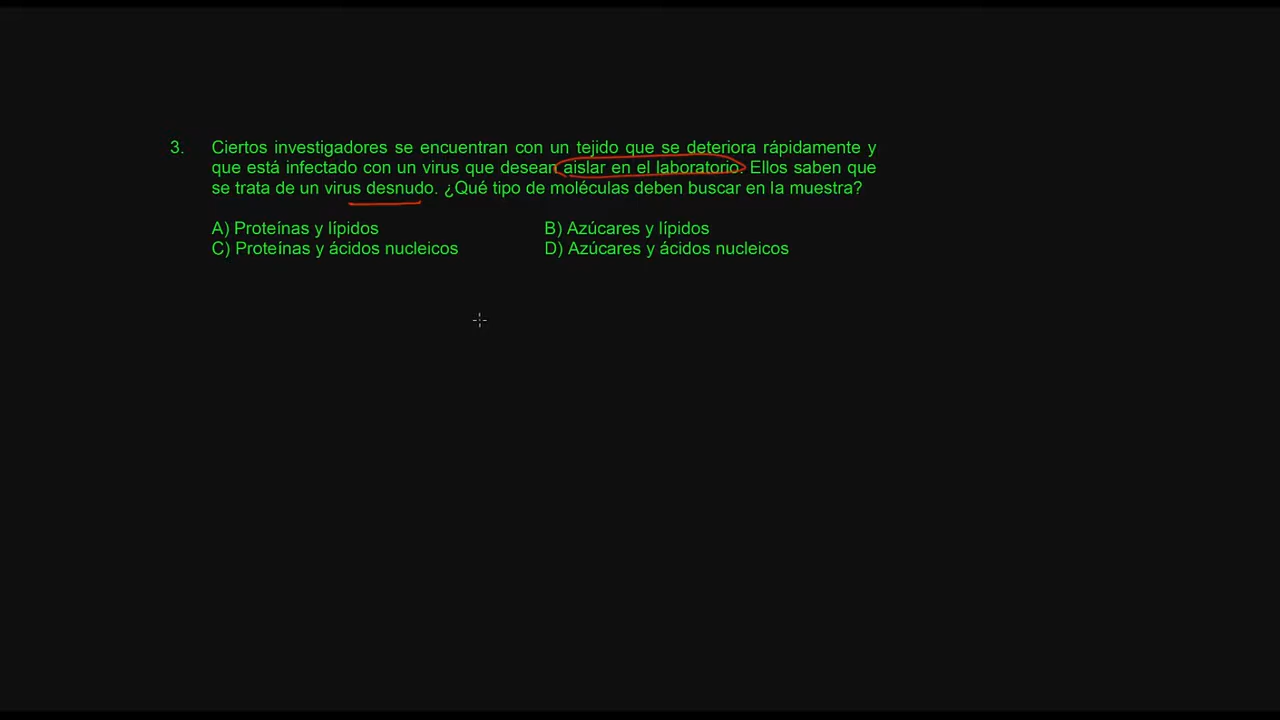 3. Ciertos investigadores se encuentran con un tejido que se deteriora rápidamente y
que está infectado con un virus que desean aislar en el laboratorio. Ellos saben que
se trata de un virus desnudo. ¿Qué tipo de moléculas deben buscar en la muestra?
A) Proteínas y lípidos B) Azúcares y lípidos
C) Proteínas y ácidos nucleicos D) Azúcares y ácidos nucleicos